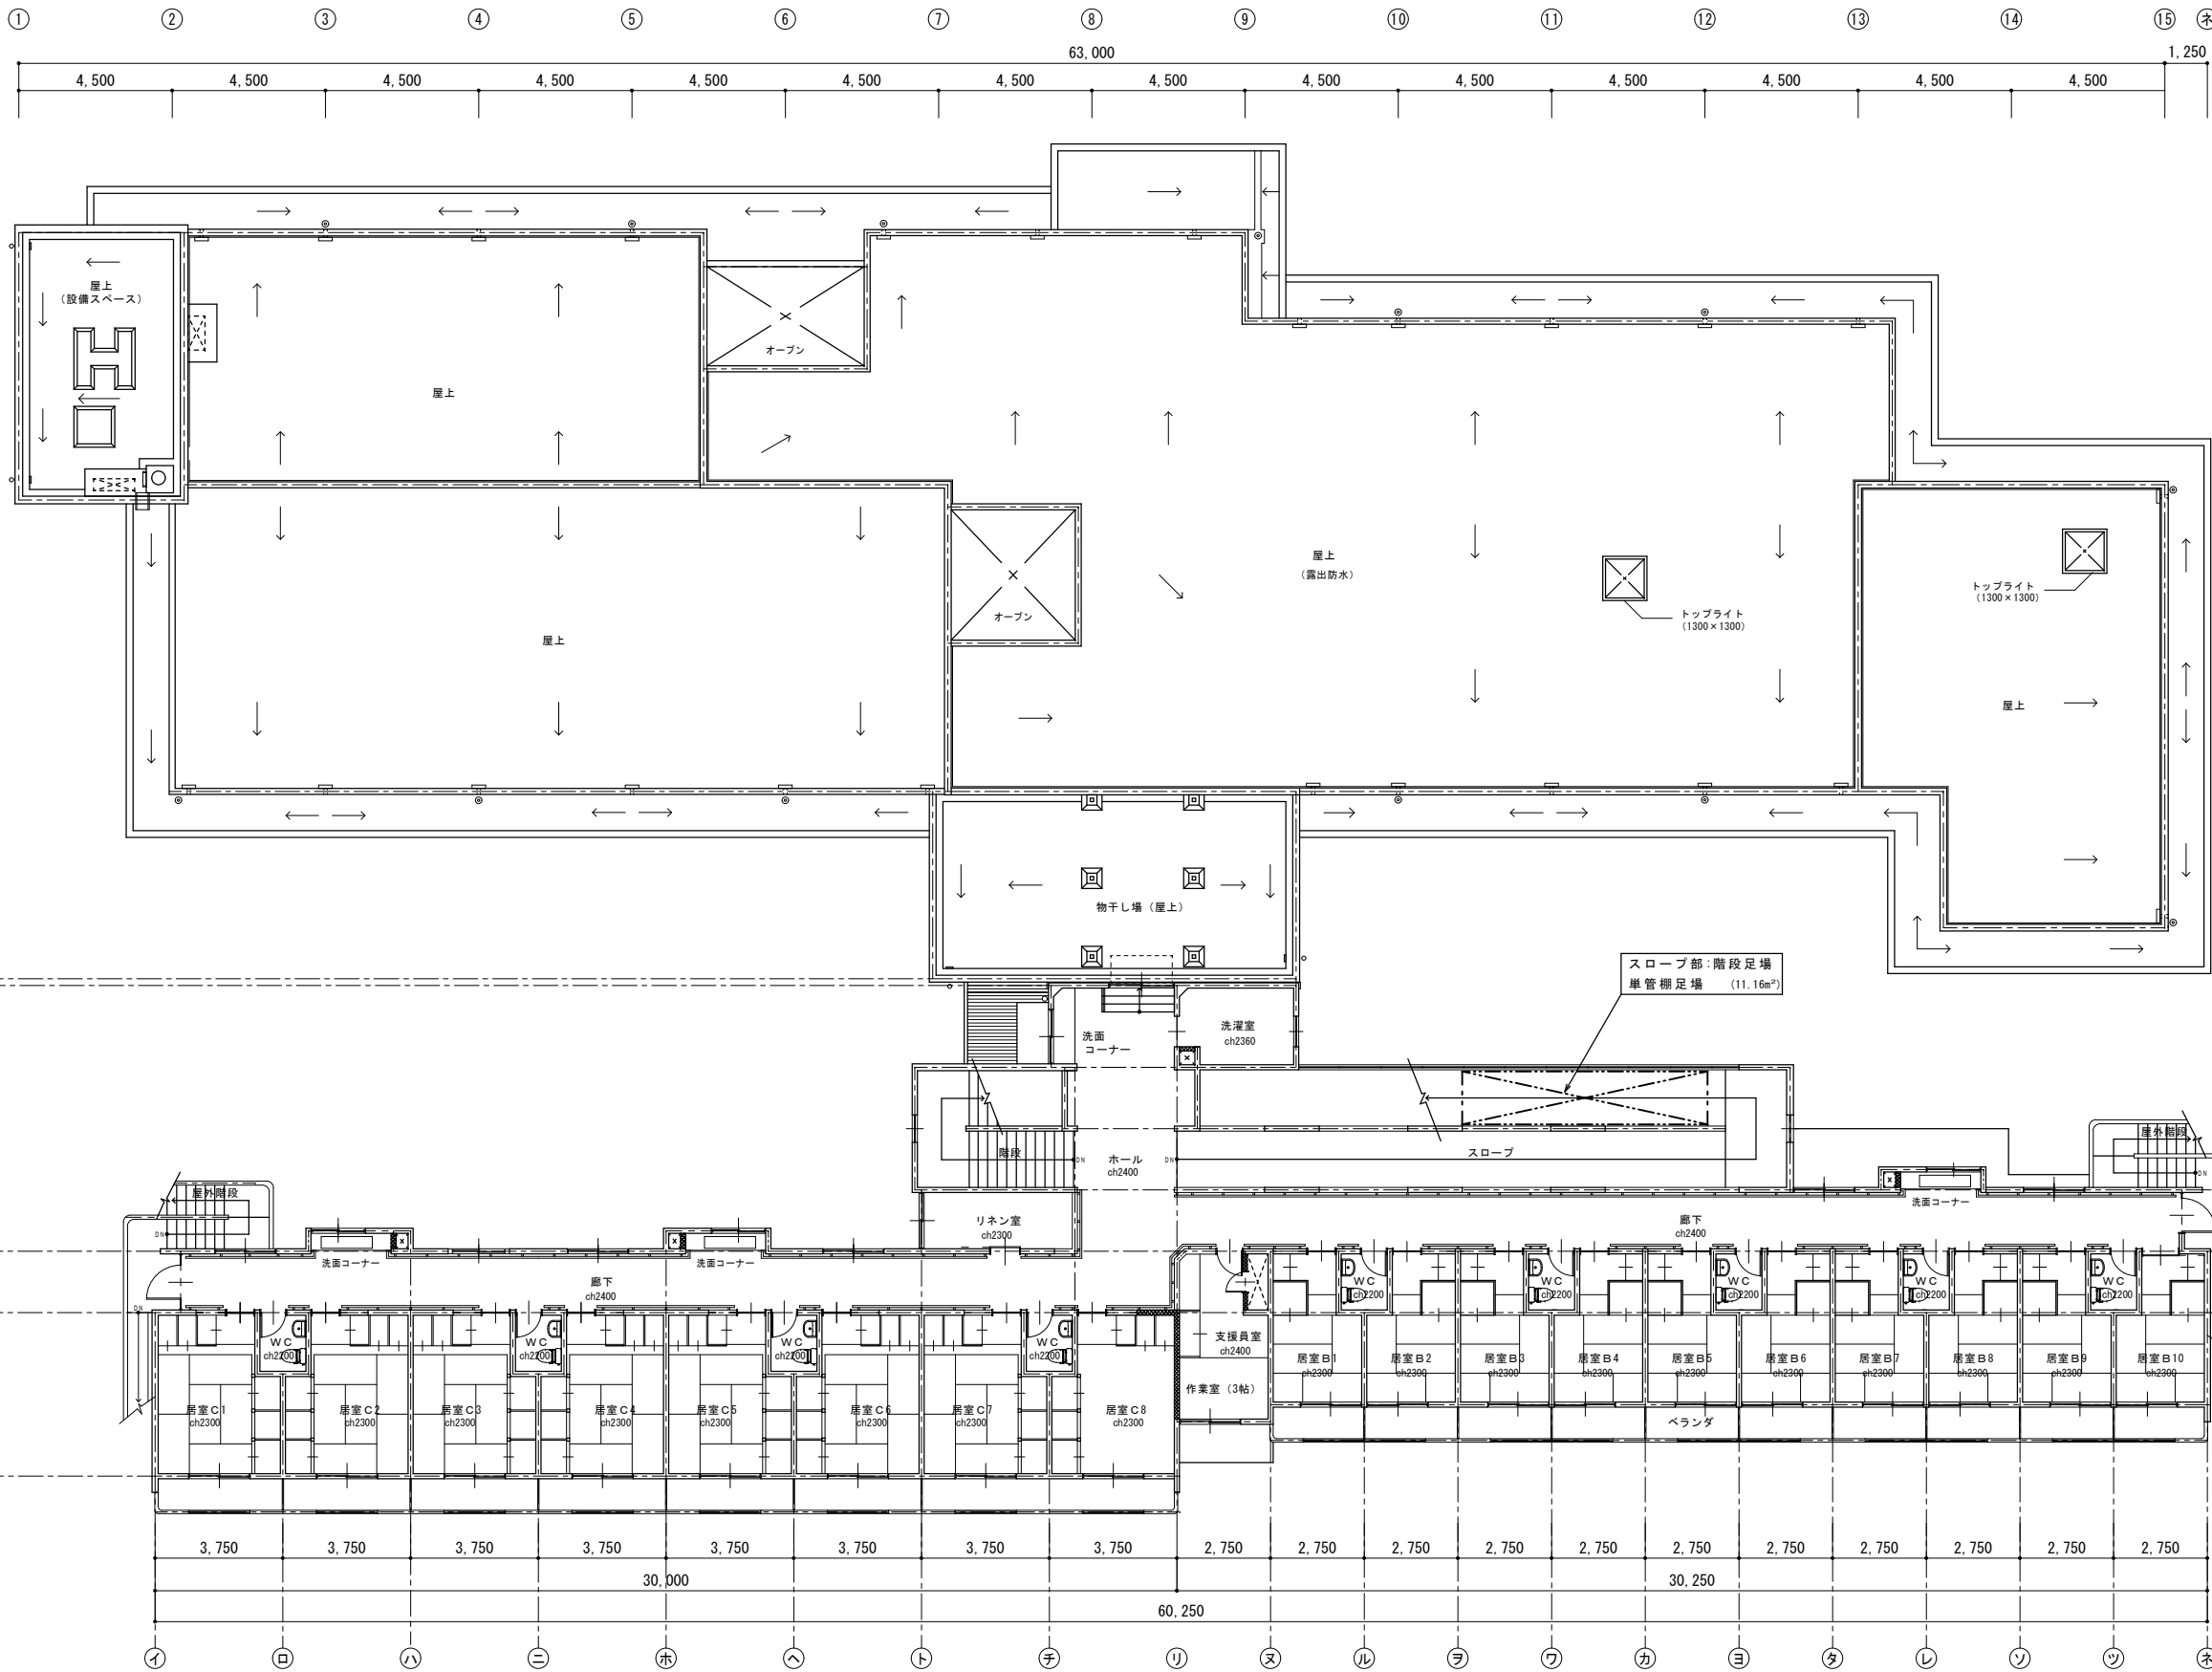 ① ② ③ ④ ⑤ ⑥ ⑦ ⑧ ⑨ ⑩ ⑪ ⑫ ⑬ ⑭ ⑮ ネ
63,000 1,250
4,500 4,500 4,500 4,500 4,500 4,500 4,500 4,500 4,500 4,500 4,500 4,500 4,500 4,500
屋上
(設備スペース)
オープン
屋上
屋上
(露出防水)
トップライト
(1300×1300)
トップライト
(1300×1300)
オープン
屋上
屋上
物干し場(屋上)
スロープ部:階段足場
単管棚足場 (11.16m²)
洗面
コーナー
洗濯室
ch2360
屋外階段
階段
DN
ホール
ch2400
DN
スロープ
DN
屋外階段
DN
リネン室
ch2300
洗面コーナー
廊下
ch2400
洗面コーナー
洗面コーナー
廊下
ch2400
DN
WC
ch2200
WC
ch2200
WC
ch2200
WC
ch2200
WC
ch2200
WC
ch2200
WC
ch2200
WC
ch2200
WC
ch2200
支援員室
ch2400
居室B1
ch2300
居室B2
ch2300
居室B3
ch2300
居室B4
ch2300
居室B5
ch2300
居室B6
ch2300
居室B7
ch2300
居室B8
ch2300
居室B9
ch2300
居室B10
ch2300
作業室(3帖)
居室C1
ch2300
居室C2
ch2300
居室C3
ch2300
居室C4
ch2300
居室C5
ch2300
居室C6
ch2300
居室C7
ch2300
居室C8
ch2300
ベランダ
3,750 3,750 3,750 3,750 3,750 3,750 3,750 3,750 2,750 2,750 2,750 2,750 2,750 2,750 2,750 2,750 2,750 2,750 2,750
30,000 30,250
60,250
イ ロ ハ ニ ホ ヘ ト チ リ ヌ ル ヲ ワ カ ヨ タ レ ソ ツ ネ